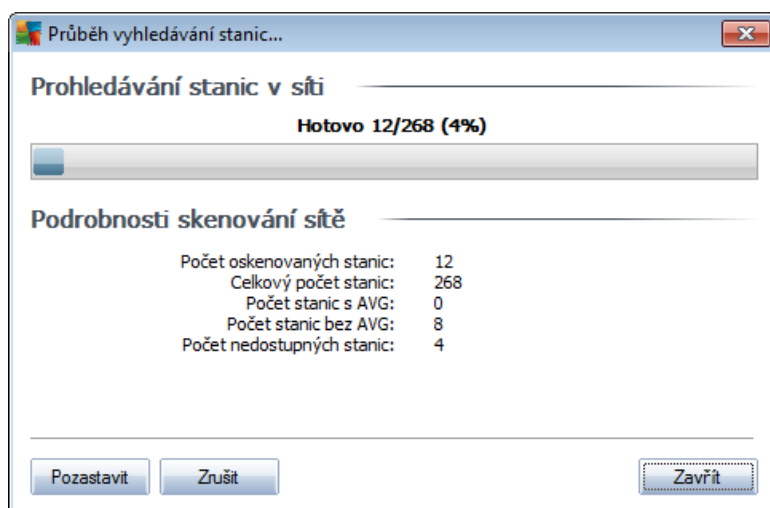 Průběh vyhledávání stanic...
Prohledávání stanic v síti
Hotovo 12/268 (4%)
Podrobnosti skenování sítě
Počet oskenovaných stanic: 12
Celkový počet stanic: 268
Počet stanic s AVG: 0
Počet stanic bez AVG: 8
Počet nedostupných stanic: 4
Pozastavit Zrušit Zavřít